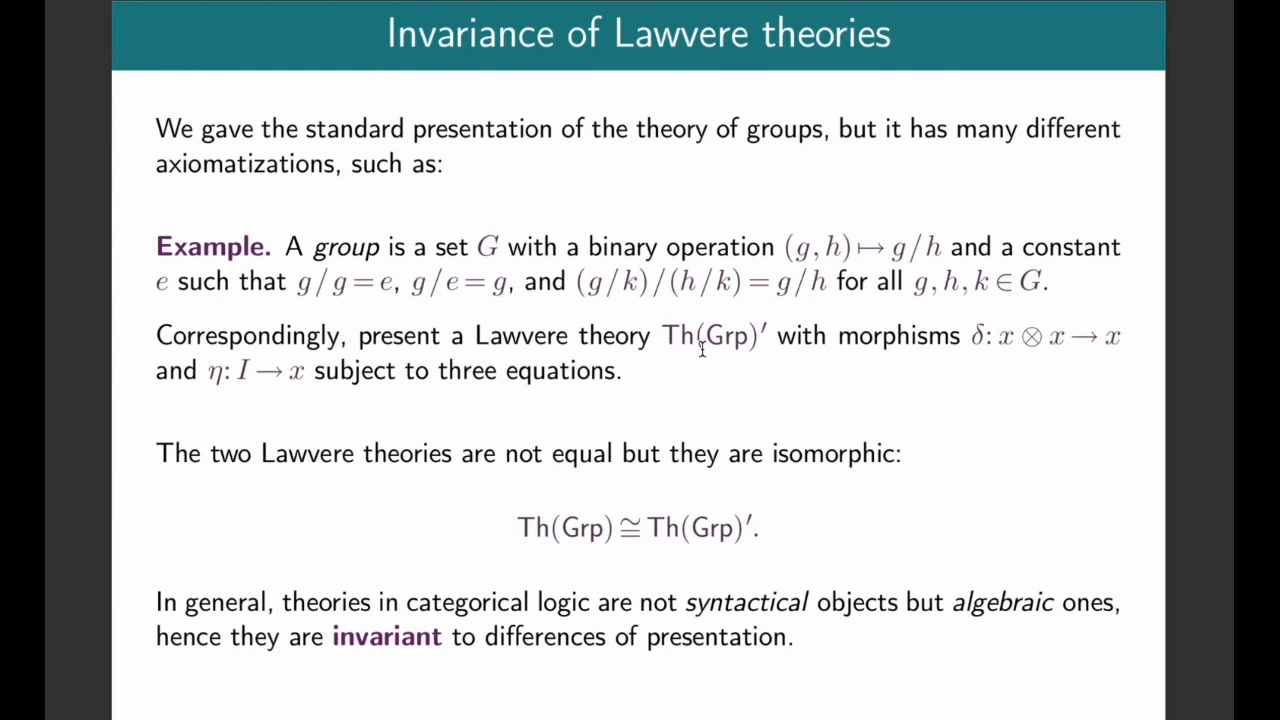 Invariance of Lawvere theories
We gave the standard presentation of the theory of groups, but it has many different
axiomatizations, such as:
Example. A group is a set G with a binary operation (g, h) ↦ g/h and a constant
e such that g/g = e, g/e = g, and (g/k)/(h/k) = g/h for all g, h, k ∈ G.
Correspondingly, present a Lawvere theory Th(Grp)′ with morphisms δ: x ⊗ x → x
and η: I → x subject to three equations.
The two Lawvere theories are not equal but they are isomorphic:
Th(Grp) ≅ Th(Grp)′.
In general, theories in categorical logic are not syntactical objects but algebraic ones,
hence they are invariant to differences of presentation.